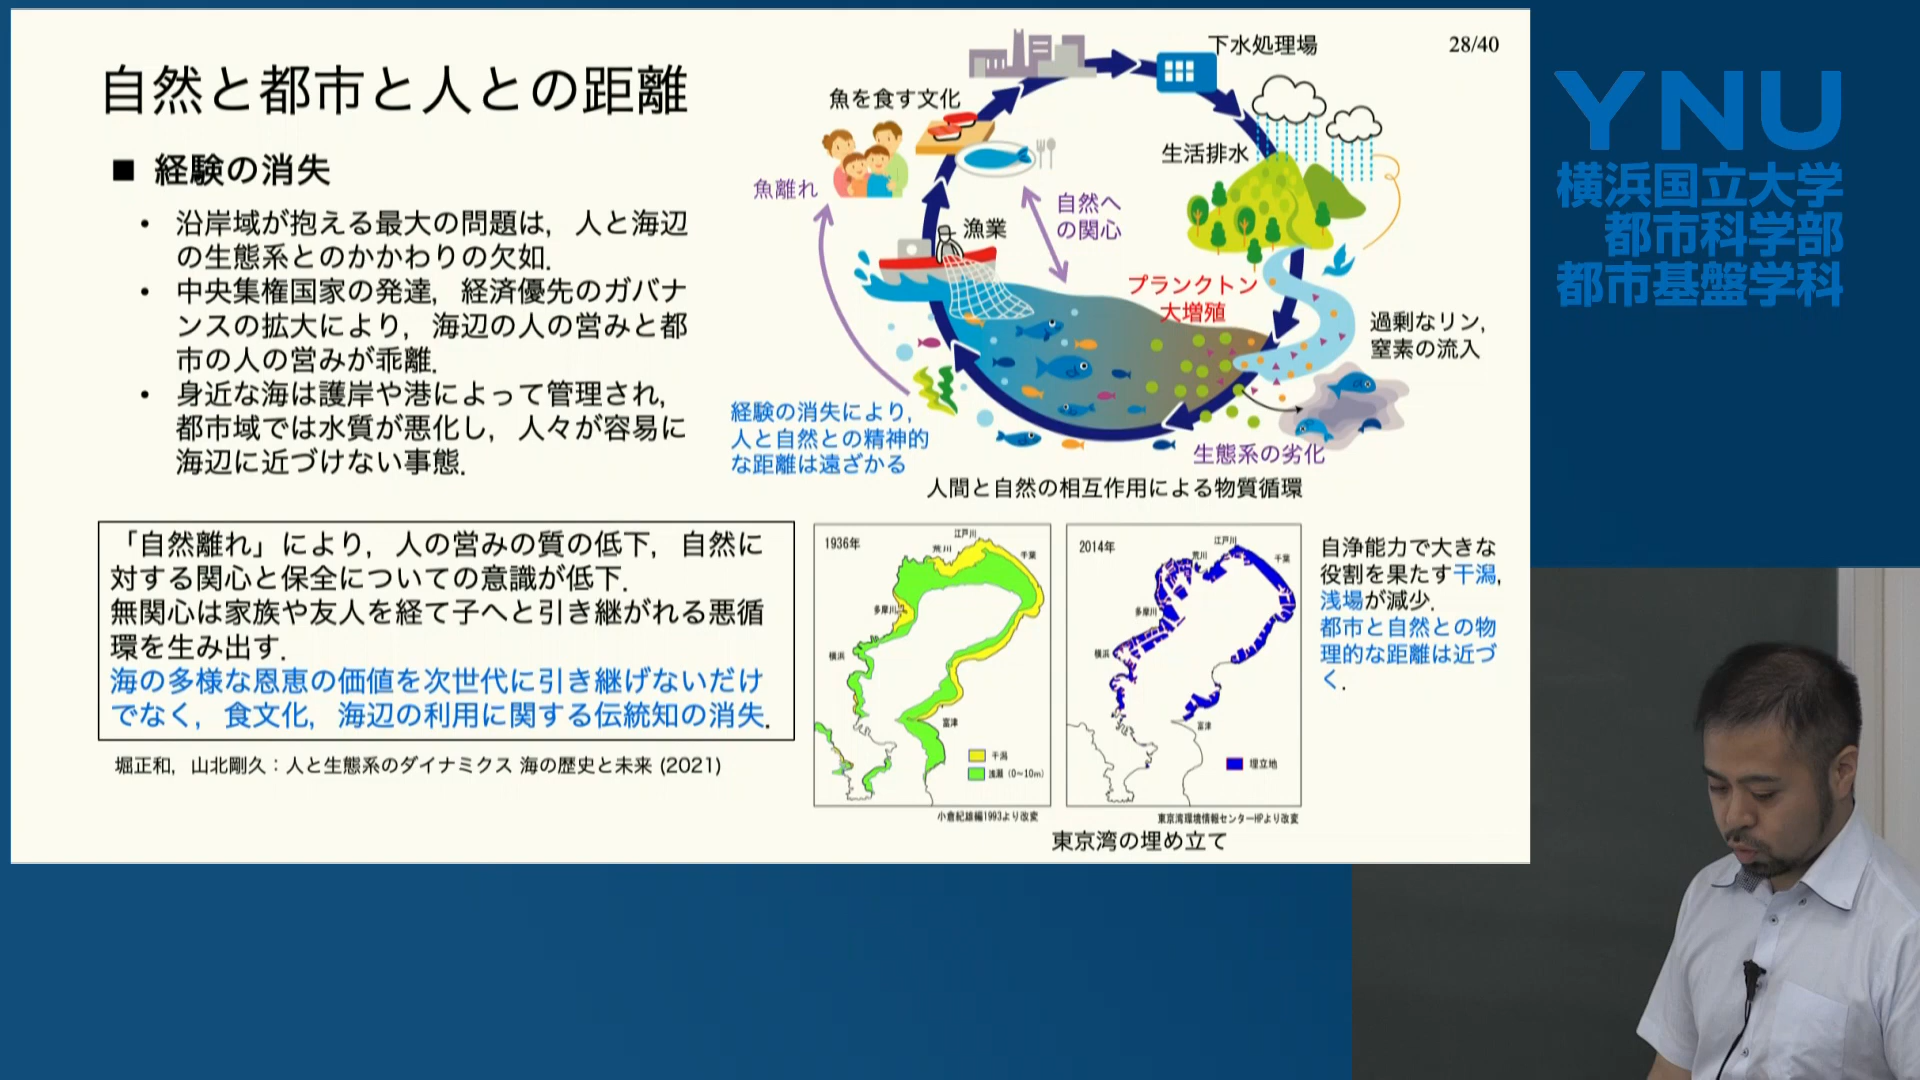 28/40
自然と都市と人との距離
■ 経験の消失
• 沿岸域が抱える最大の問題は，人と海辺
の生態系とのかかわりの欠如．
• 中央集権国家の発達，経済優先のガバナ
ンスの拡大により，海辺の人の営みと都
市の人の営みが乖離．
• 身近な海は護岸や港によって管理され，
都市域では水質が悪化し，人々が容易に
海辺に近づけない事態．
「自然離れ」により，人の営みの質の低下，自然に
対する関心と保全についての意識が低下．
無関心は家族や友人を経て子へと引き継がれる悪循
環を生み出す．
海の多様な恩恵の価値を次世代に引き継げないだけ
でなく，食文化，海辺の利用に関する伝統知の消失．
堀正和，山北剛久：人と生態系のダイナミクス 海の歴史と未来 (2021)
下水処理場
魚を食す文化
生活排水
魚離れ
自然へ
の関心
漁業
プランクトン
大増殖
過剰なリン，
窒素の流入
経験の消失により，
人と自然との精神的
な距離は遠ざかる
生態系の劣化
人間と自然の相互作用による物質循環
1936年
江戸川
荒川
千葉
多摩川
横浜
富津
干潟
浅瀬（0〜10m）
小倉紀雄編1993より改変
2014年
江戸川
荒川
千葉
多摩川
横浜
富津
埋立地
東京湾環境情報センターHPより改変
東京湾の埋め立て
自浄能力で大きな
役割を果たす干潟，
浅場が減少．
都市と自然との物
理的な距離は近づ
く．
YNU
横浜国立大学
都市科学部
都市基盤学科